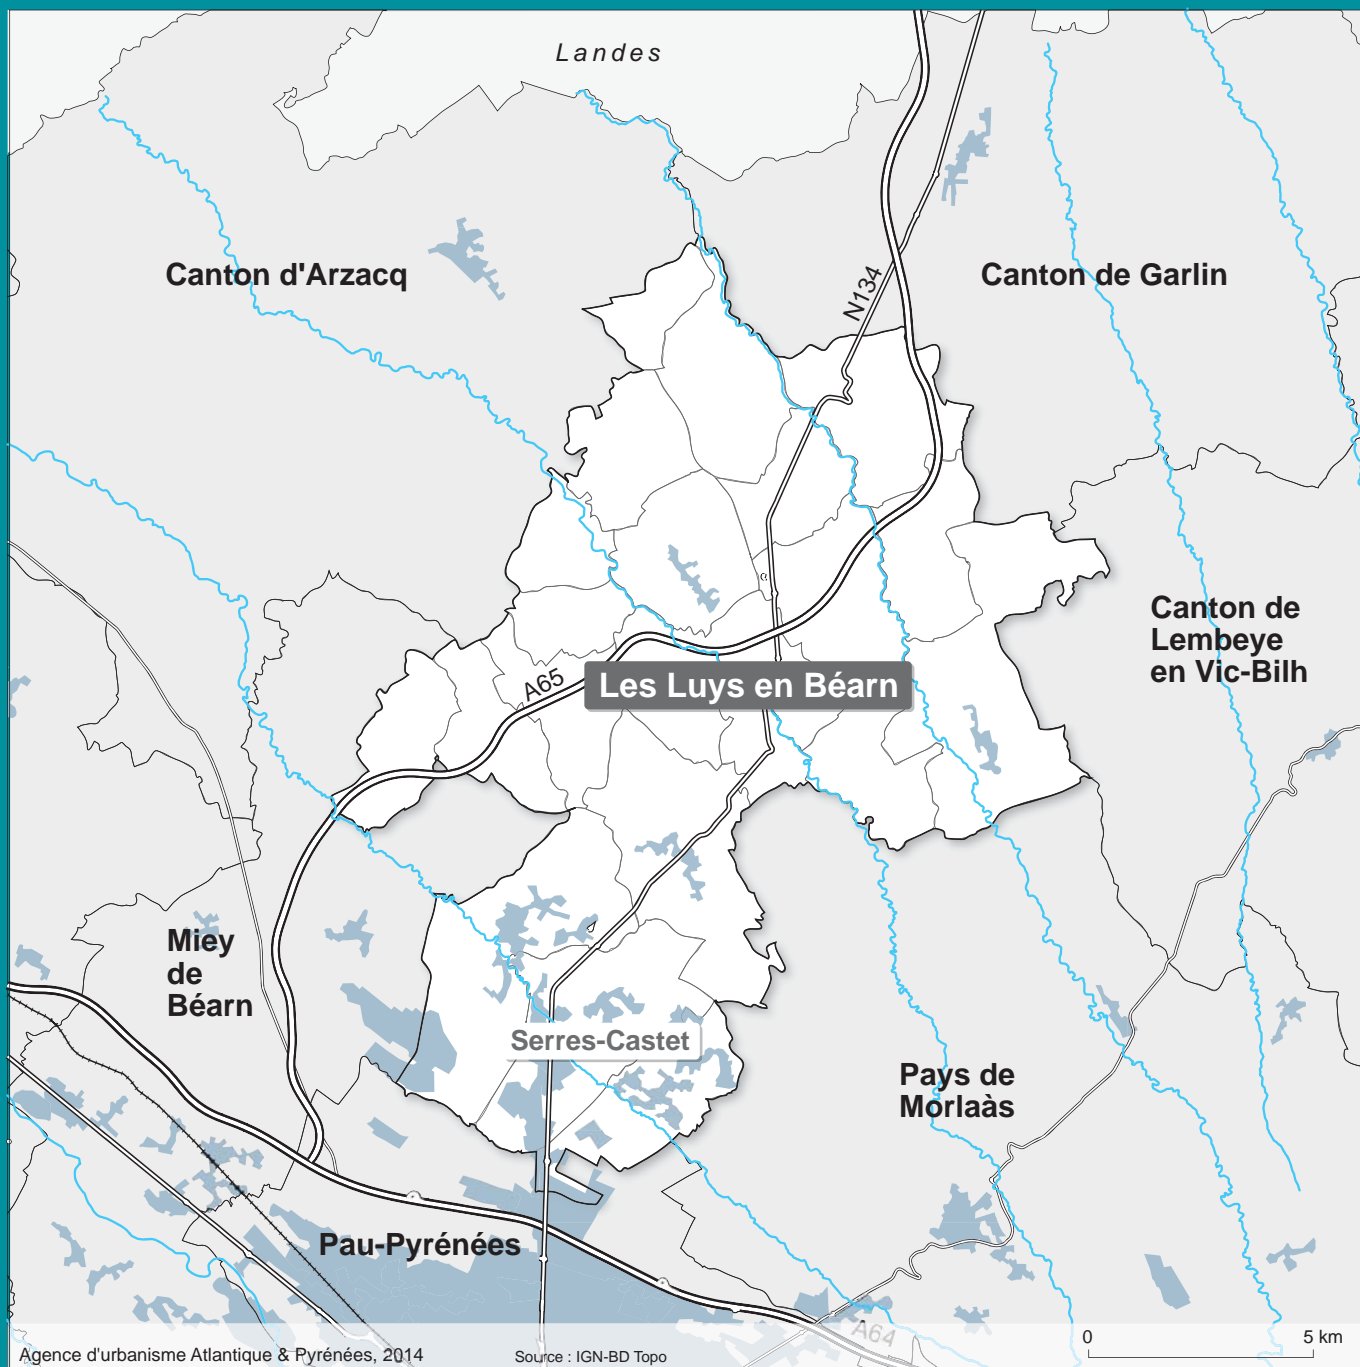 Landes
Canton d'Arzacq
N134
Canton de Garlin
Canton de
Lembeye
en Vic-Bilh
A65
Les Luys en Béarn
Miey
de
Béarn
Serres-Castet
Pays de
Morlaàs
Pau-Pyrénées
A64
0 5 km
Agence d'urbanisme Atlantique & Pyrénées, 2014
Source : IGN-BD Topo